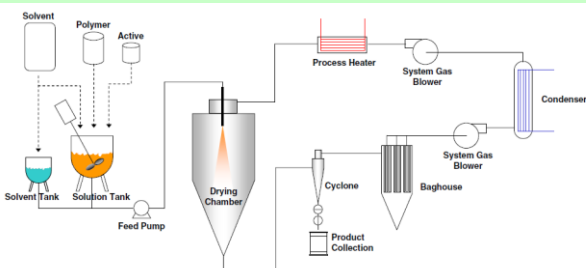 Solvent
Polymer
Active
Process Heater
System Gas
Blower
Condenser
System Gas
Blower
Solvent Tank
Solution Tank
Feed Pump
Drying
Chamber
Cyclone
Baghouse
Product
Collection